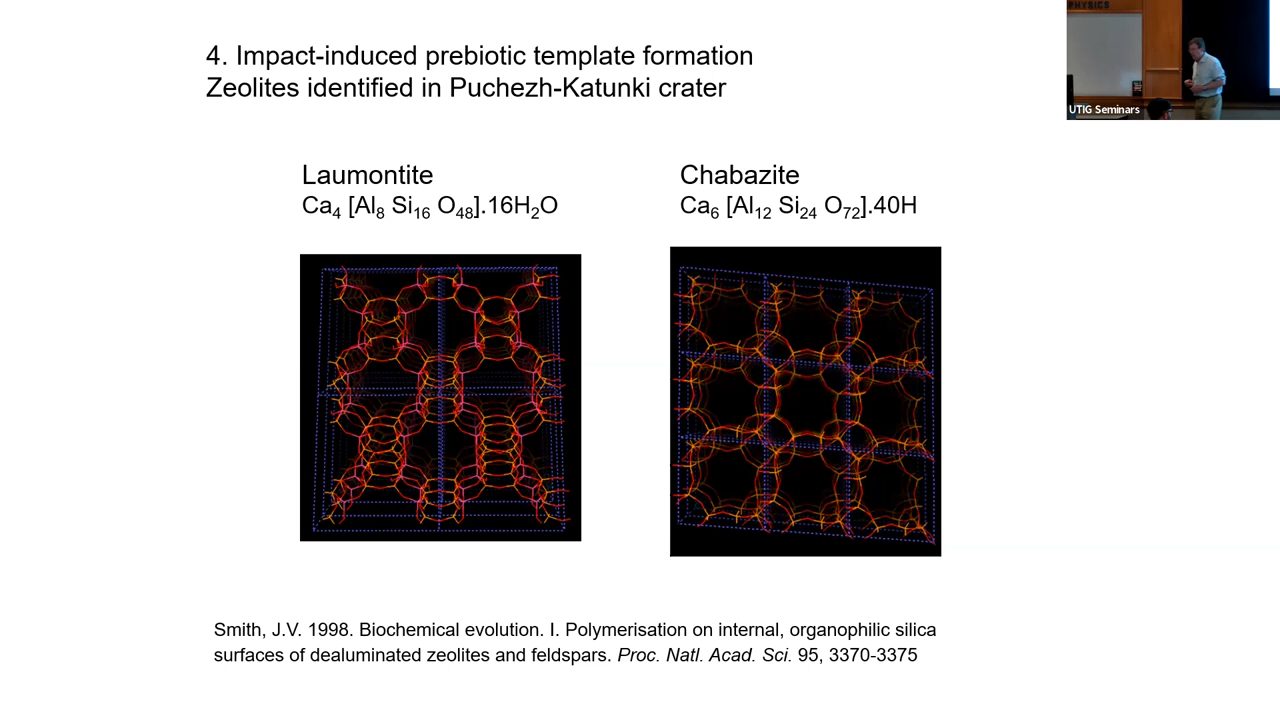 PHYSICS
4. Impact-induced prebiotic template formation
Zeolites identified in Puchezh-Katunki crater
UTIG Seminars
Laumontite
Ca₄ [Al₈ Si₁₆ O₄₈].16H₂O
Chabazite
Ca₆ [Al₁₂ Si₂₄ O₇₂].40H
Smith, J.V. 1998. Biochemical evolution. I. Polymerisation on internal, organophilic silica
surfaces of dealuminated zeolites and feldspars. Proc. Natl. Acad. Sci. 95, 3370-3375